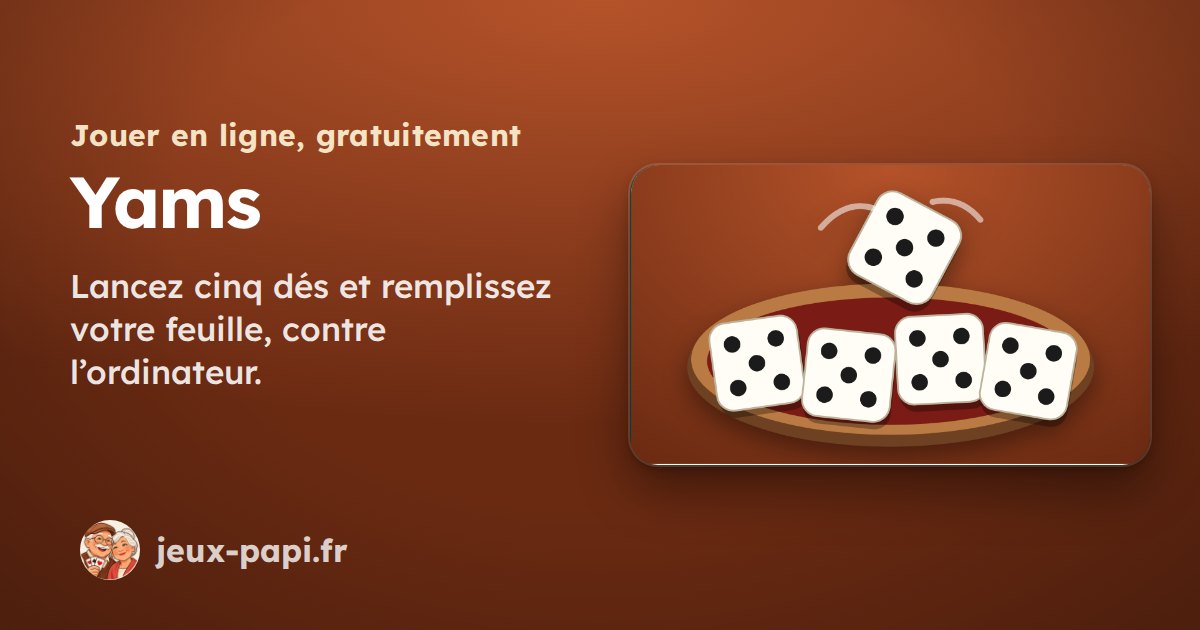 Jouer en ligne, gratuitement
Yams
Lancez cinq dés et remplissez
votre feuille, contre
l’ordinateur.
jeux-papi.fr